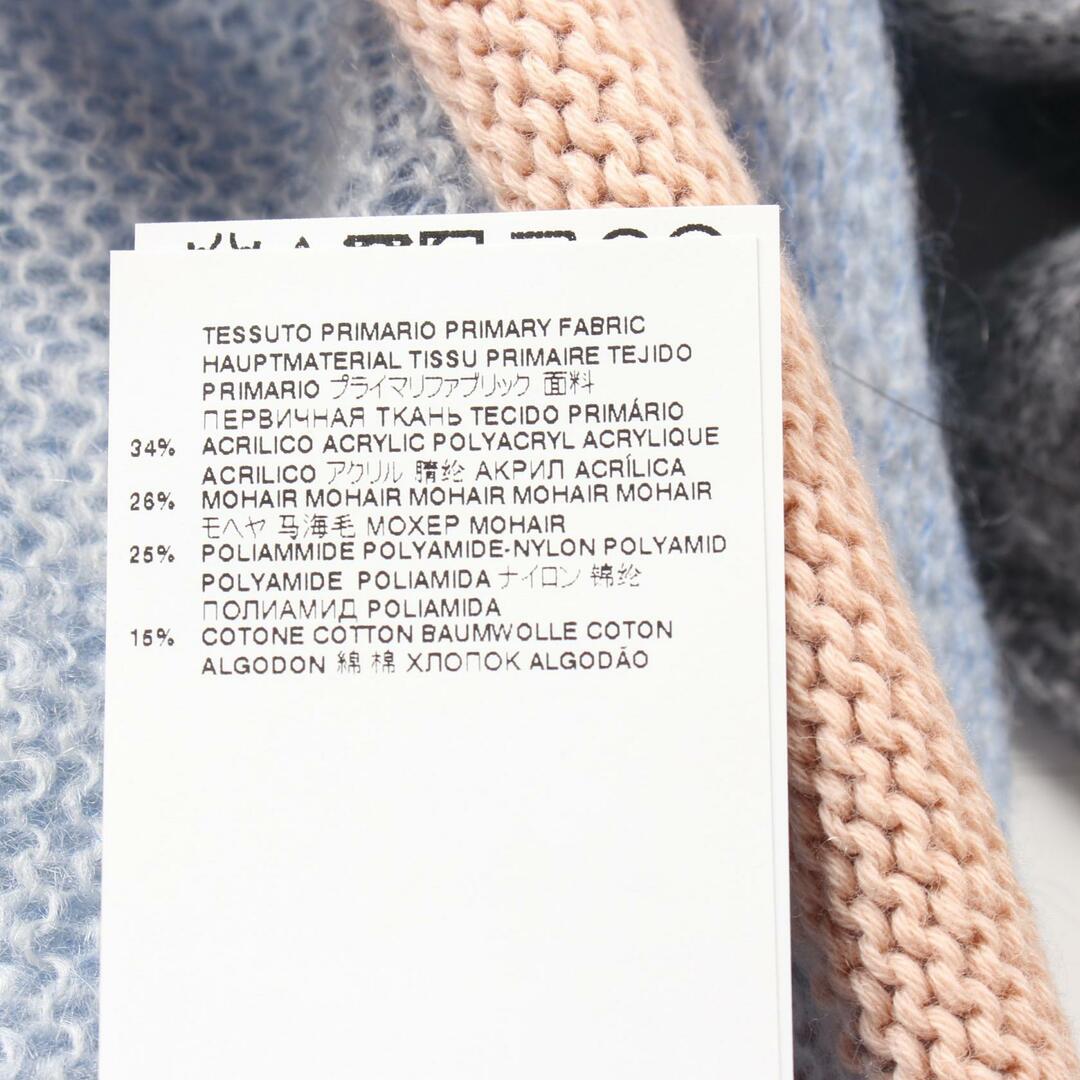 TESSUTO PRIMARIO PRIMARY FABRIC
HAUPTMATERIAL TISSU PRIMAIRE TEJIDO
PRIMARIO プライマリファブリック 面料
ПЕРВИЧНАЯ ТКАНЬ TECIDO PRIMÁRIO
34% ACRILICO ACRYLIC POLYACRYL ACRYLIQUE
ACRILICO アクリル 腈纶 АКРИЛ ACRÍLICA
26% MOHAIR MOHAIR MOHAIR MOHAIR MOHAIR
モヘヤ 马海毛 МОХЕР MOHAIR
25% POLIAMMIDE POLYAMIDE-NYLON POLYAMID
POLYAMIDE POLIAMIDA ナイロン 锦纶
ПОЛИАМИД POLIAMIDA
15% COTONE COTTON BAUMWOLLE COTON
ALGODON 綿 棉 ХЛОПОК ALGODÃO